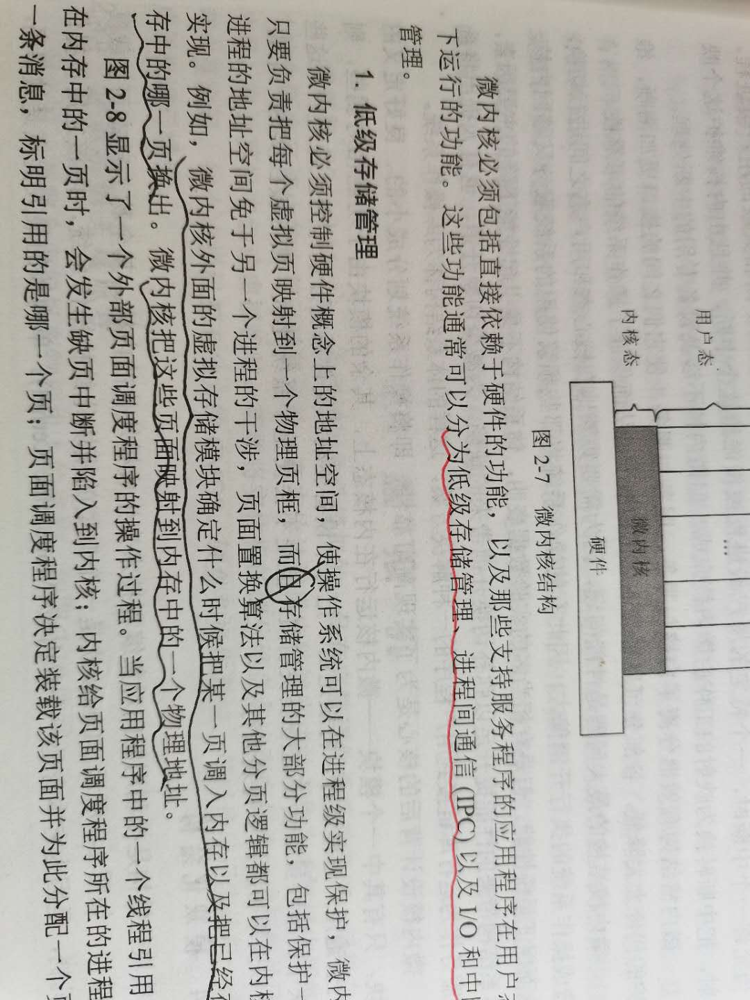 用户态
内核态
...
微内核
硬件
图 2-7 微内核结构
微内核必须包括直接依赖于硬件的功能，以及那些支持服务程序的应用程序在用户态
下运行的功能。这些功能通常可以分为低级存储管理、进程间通信 (IPC) 以及 I/O 和中
管理。
1. 低级存储管理
微内核必须控制硬件概念上的地址空间，使操作系统可以在进程级实现保护，微内
只要负责把每个虚拟页映射到一个物理页框，而且存储管理的大部分功能，包括保护一
进程的地址空间免于另一个进程的干涉，页面置换算法以及其他分页逻辑都可以在内核
实现。例如，微内核外面的虚拟存储模块确定什么时候把某一页调入内存以及把已经在
存中的哪一页换出。微内核把这些页面映射到内存中的一个物理地址。
图 2-8 显示了一个外部页面调度程序的操作过程。当应用程序中的一个线程引用
在内存中的一页时，会发生缺页中断并陷入到内核；内核给页面调度程序所在的进程
一条消息，标明引用的是哪一个页；页面调度程序决定装载该页面并为此分配一个